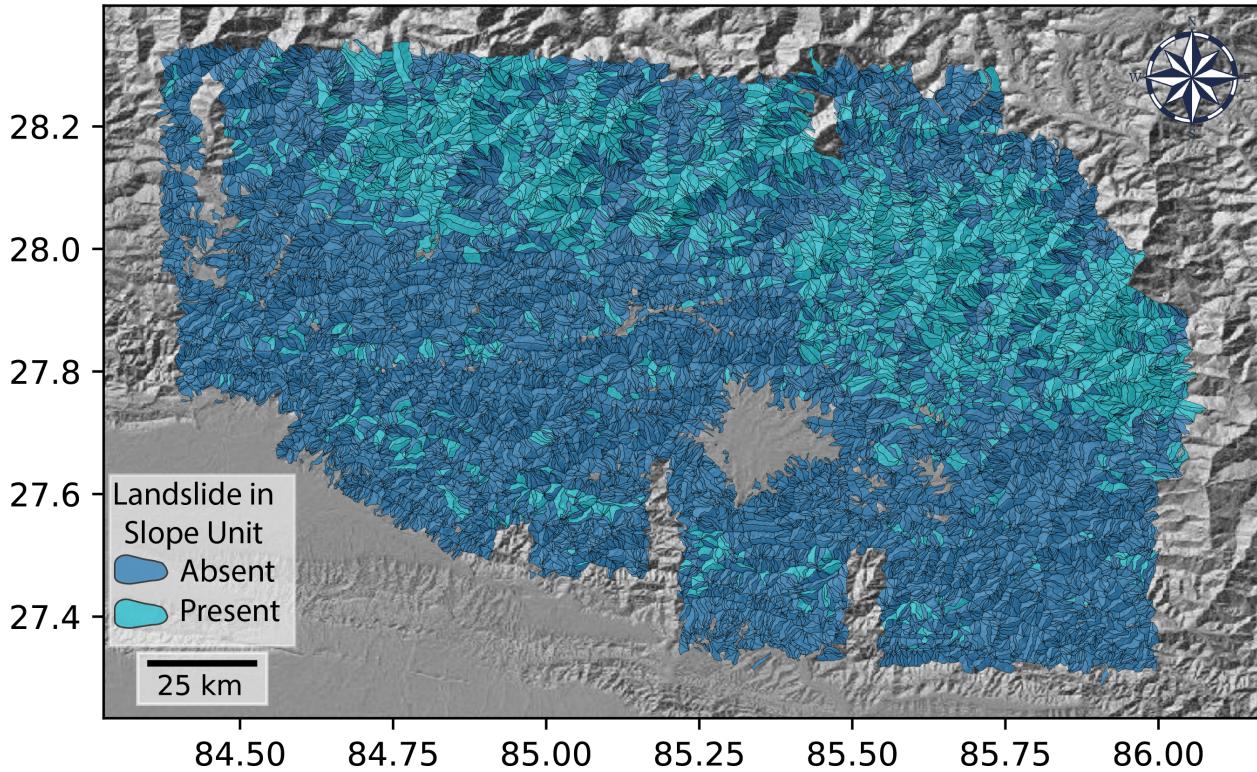 N
W
E
S
28.2
28.0
27.8
27.6
27.4
Landslide in
Slope Unit
Absent
Present
25 km
84.50
84.75
85.00
85.25
85.50
85.75
86.00